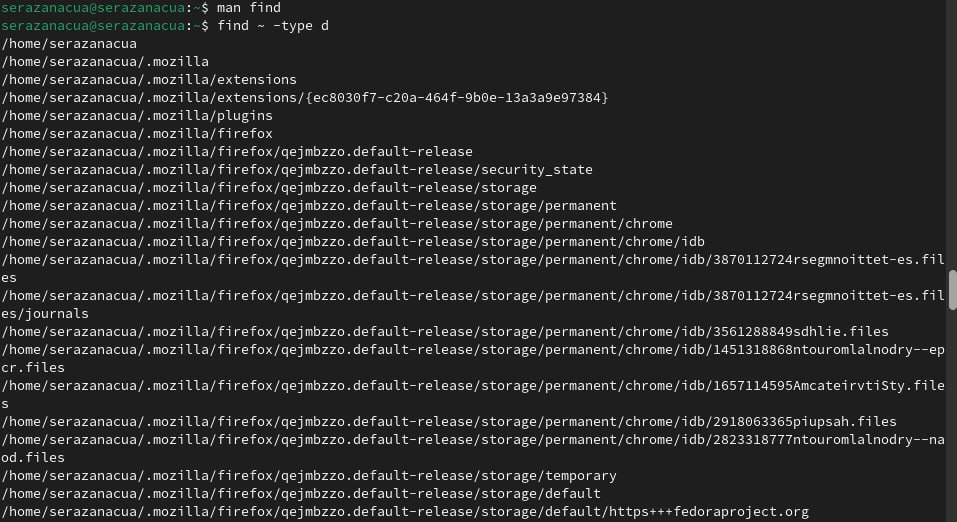 serazanacua@serazanacua:~$ man find
serazanacua@serazanacua:~$ find ~ -type d
/home/serazanacua
/home/serazanacua/.mozilla
/home/serazanacua/.mozilla/extensions
/home/serazanacua/.mozilla/extensions/{ec8030f7-c20a-464f-9b0e-13a3a9e97384}
/home/serazanacua/.mozilla/plugins
/home/serazanacua/.mozilla/firefox
/home/serazanacua/.mozilla/firefox/qejmbzzo.default-release
/home/serazanacua/.mozilla/firefox/qejmbzzo.default-release/security_state
/home/serazanacua/.mozilla/firefox/qejmbzzo.default-release/storage
/home/serazanacua/.mozilla/firefox/qejmbzzo.default-release/storage/permanent
/home/serazanacua/.mozilla/firefox/qejmbzzo.default-release/storage/permanent/chrome
/home/serazanacua/.mozilla/firefox/qejmbzzo.default-release/storage/permanent/chrome/idb
/home/serazanacua/.mozilla/firefox/qejmbzzo.default-release/storage/permanent/chrome/idb/3870112724rsegmnoittet-es.fil
es
/home/serazanacua/.mozilla/firefox/qejmbzzo.default-release/storage/permanent/chrome/idb/3870112724rsegmnoittet-es.fil
es/journals
/home/serazanacua/.mozilla/firefox/qejmbzzo.default-release/storage/permanent/chrome/idb/3561288849sdhlie.files
/home/serazanacua/.mozilla/firefox/qejmbzzo.default-release/storage/permanent/chrome/idb/1451318868ntouromlalnodry--ep
cr.files
/home/serazanacua/.mozilla/firefox/qejmbzzo.default-release/storage/permanent/chrome/idb/1657114595AmcateirvtiSty.file
s
/home/serazanacua/.mozilla/firefox/qejmbzzo.default-release/storage/permanent/chrome/idb/2918063365piupsah.files
/home/serazanacua/.mozilla/firefox/qejmbzzo.default-release/storage/permanent/chrome/idb/2823318777ntouromlalnodry--na
od.files
/home/serazanacua/.mozilla/firefox/qejmbzzo.default-release/storage/temporary
/home/serazanacua/.mozilla/firefox/qejmbzzo.default-release/storage/default
/home/serazanacua/.mozilla/firefox/qejmbzzo.default-release/storage/default/https+++fedoraproject.org